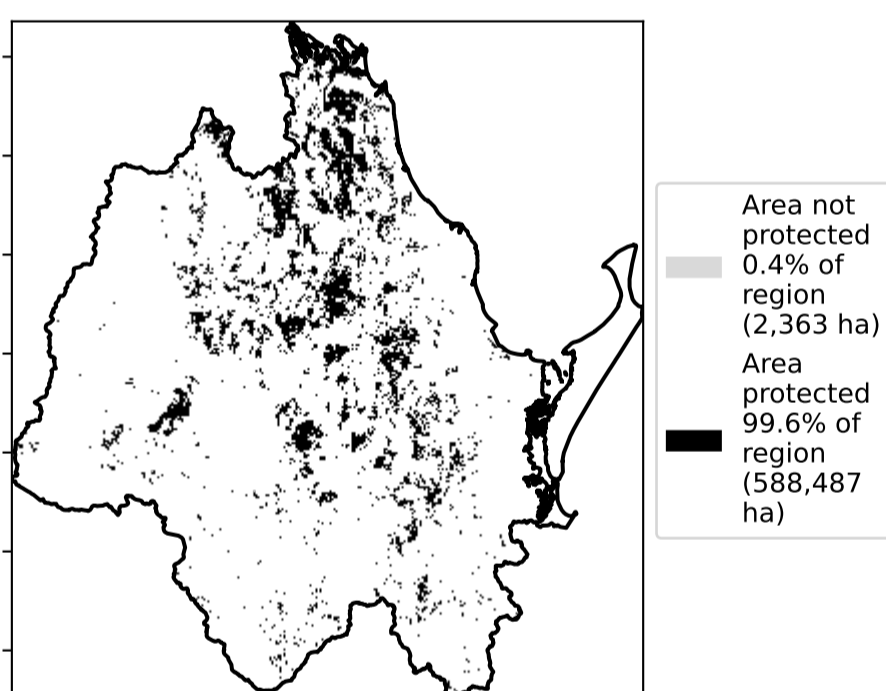 Area not
protected
0.4% of
region
(2,363 ha)
Area
protected
99.6% of
region
(588,487
ha)